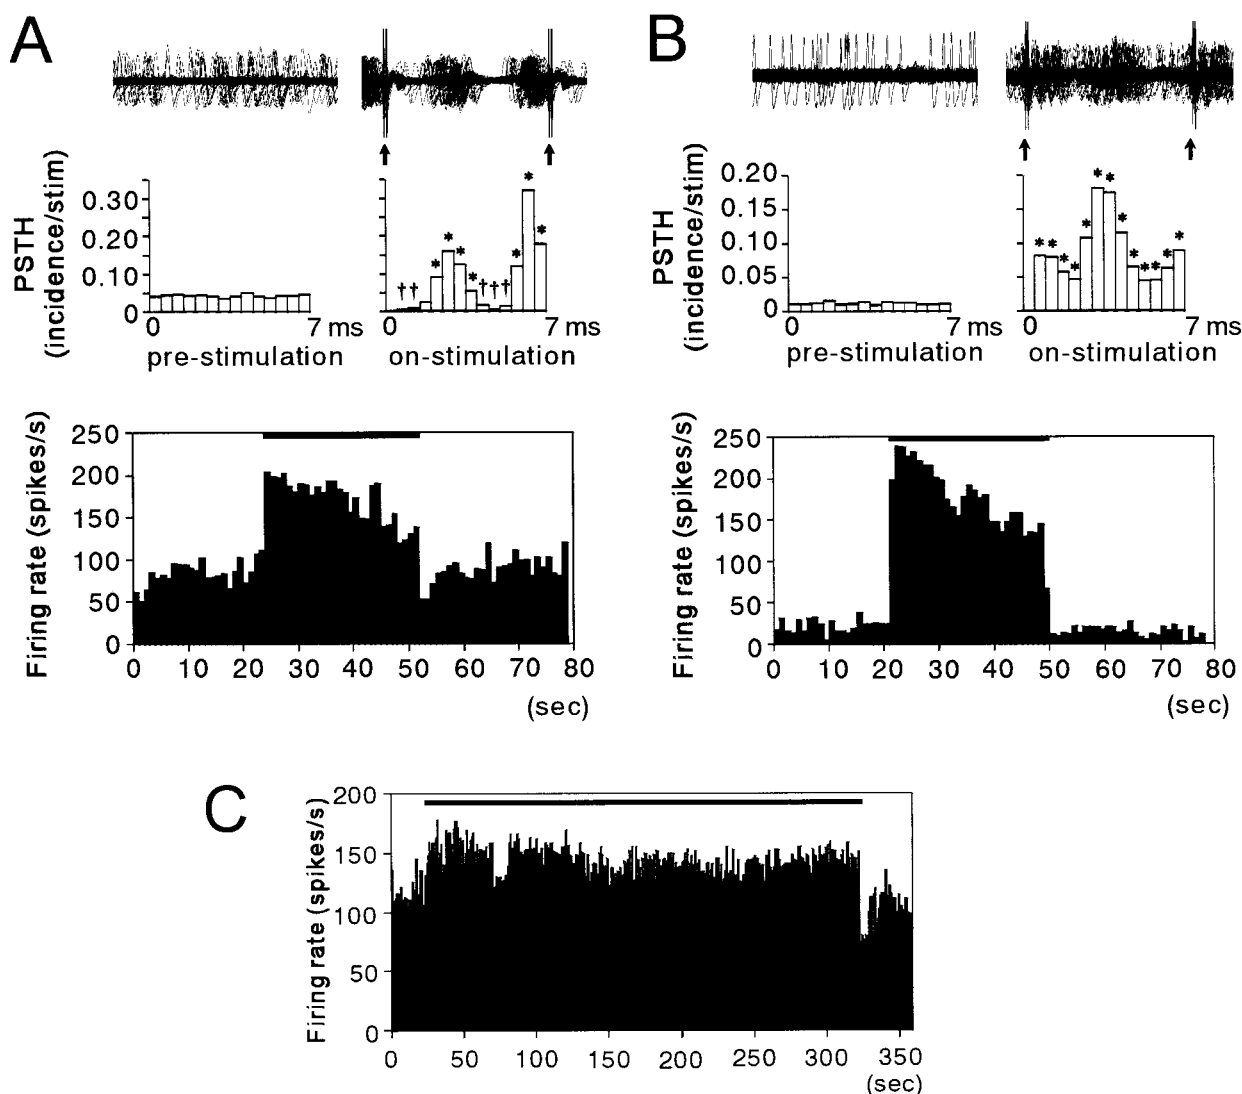 A
B
PSTH
(incidence/stim)
0.30
0.20
0.10
0
* * * * * * *
†† †††
0
7 ms
pre-stimulation
0
7 ms
on-stimulation
PSTH
(incidence/stim)
0.20
0.15
0.10
0.05
0
* * * * * * * * * * * * *
0
7 ms
pre-stimulation
0
7 ms
on-stimulation
Firing rate (spikes/s)
250
200
150
100
50
0
0 10 20 30 40 50 60 70 80
(sec)
Firing rate (spikes/s)
250
200
150
100
50
0
0 10 20 30 40 50 60 70 80
(sec)
C
Firing rate (spikes/s)
200
150
100
50
0
0 50 100 150 200 250 300 350
(sec)